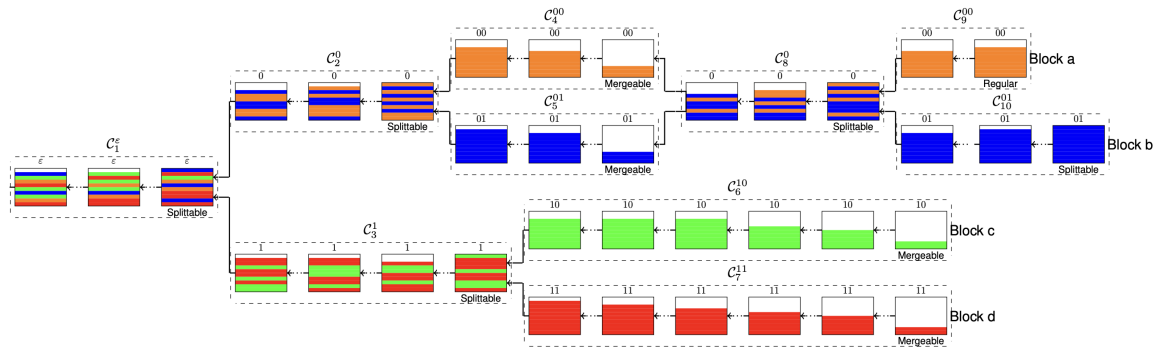 C_4^{00}
00 00 00
Mergeable
C_9^{00}
00 00
Regular
Block a
C_2^0
0 0 0
Splittable
C_8^0
0 0 0
Splittable
C_5^{01}
01 01 01
Mergeable
C_{10}^{01}
01 01 01
Splittable
Block b
C_1^ε
ε ε ε
Splittable
C_6^{10}
10 10 10 10 10 10
Mergeable
Block c
C_3^1
1 1 1 1
Splittable
C_7^{11}
11 11 11 11 11 11
Mergeable
Block d